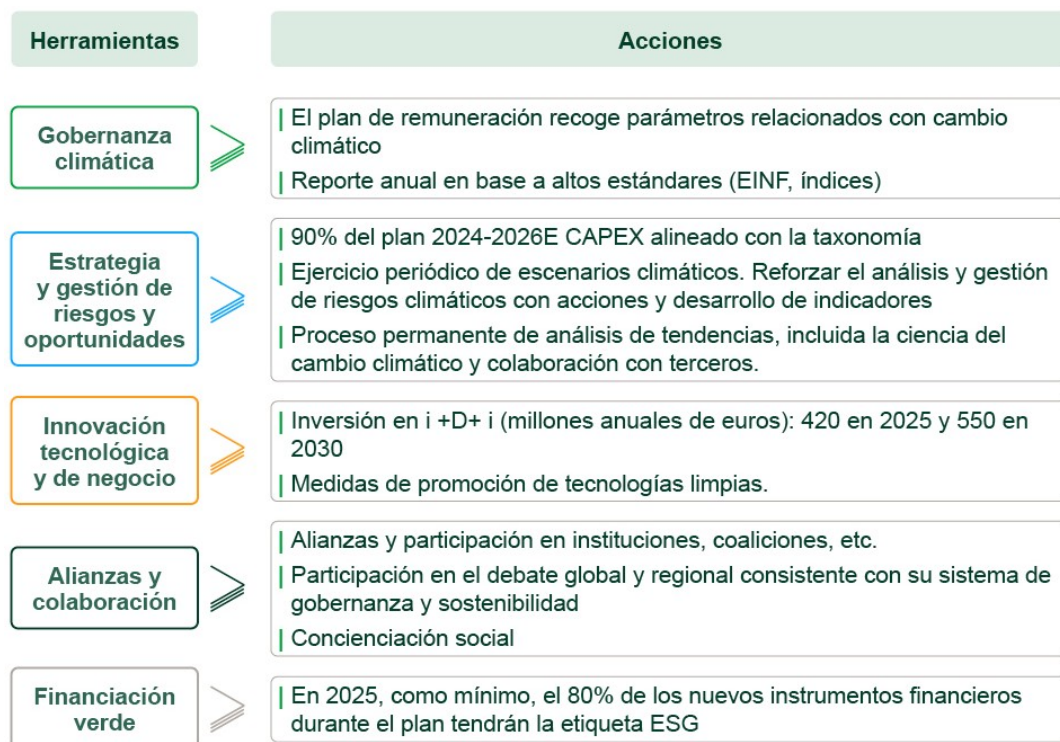 Herramientas
Acciones
Gobernanza
climática
| El plan de remuneración recoge parámetros relacionados con cambio
climático
| Reporte anual en base a altos estándares (EINF, índices)
Estrategia
y gestión de
riesgos y
oportunidades
| 90% del plan 2024-2026E CAPEX alineado con la taxonomía
| Ejercicio periódico de escenarios climáticos. Reforzar el análisis y gestión
de riesgos climáticos con acciones y desarrollo de indicadores
| Proceso permanente de análisis de tendencias, incluida la ciencia del
cambio climático y colaboración con terceros.
Innovación
tecnológica
y de negocio
| Inversión en i +D+ i (millones anuales de euros): 420 en 2025 y 550 en
2030
| Medidas de promoción de tecnologías limpias.
Alianzas y
colaboración
| Alianzas y participación en instituciones, coaliciones, etc.
| Participación en el debate global y regional consistente con su sistema de
gobernanza y sostenibilidad
| Concienciación social
Financiación
verde
| En 2025, como mínimo, el 80% de los nuevos instrumentos financieros
durante el plan tendrán la etiqueta ESG